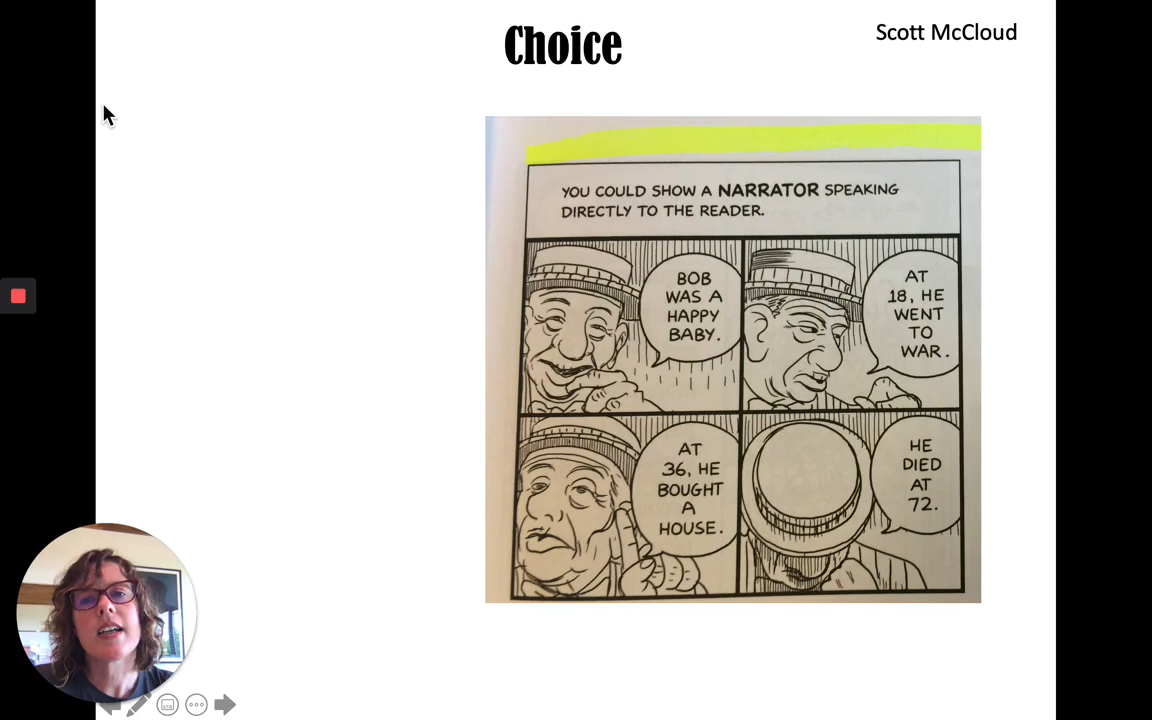 Choice
Scott McCloud
YOU COULD SHOW A NARRATOR SPEAKING
DIRECTLY TO THE READER.
BOB
WAS A
HAPPY
BABY.
AT
18, HE
WENT
TO
WAR.
AT
36, HE
BOUGHT
A
HOUSE.
HE
DIED
AT
72.